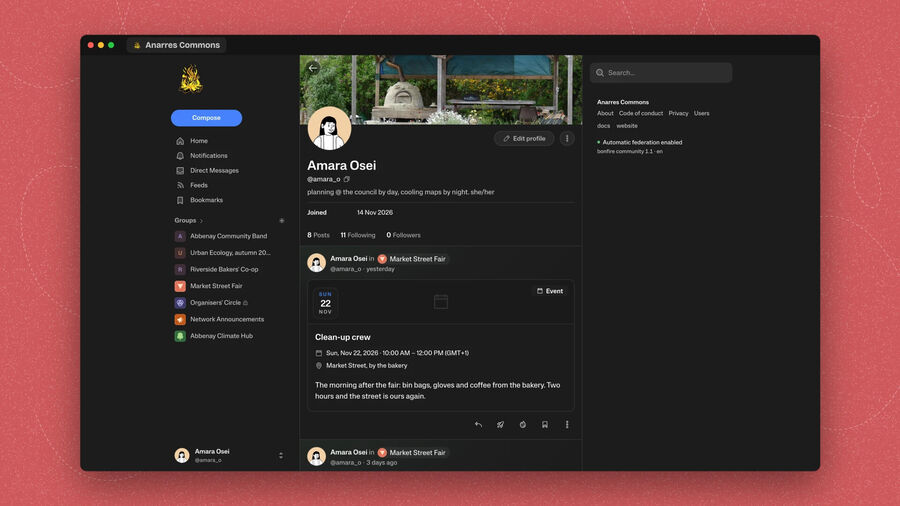 Anarres Commons
Compose
Home
Notifications
Direct Messages
Feeds
Bookmarks
Groups
A Abbenay Community Band
U Urban Ecology, autumn 20...
R Riverside Bakers' Co-op
Market Street Fair
Organisers' Circle
Network Announcements
Abbenay Climate Hub
Amara Osei
@amara_o
Edit profile
Amara Osei
@amara_o
planning @ the council by day, cooling maps by night. she/her
Joined 14 Nov 2026
8 Posts 11 Following 0 Followers
Amara Osei in Market Street Fair
@amara_o · yesterday
Event
SUN
22
NOV
Clean-up crew
Sun, Nov 22, 2026 · 10:00 AM – 12:00 PM (GMT+1)
Market Street, by the bakery
The morning after the fair: bin bags, gloves and coffee from the bakery. Two
hours and the street is ours again.
Amara Osei in Market Street Fair
@amara_o · 3 days ago
Search...
Anarres Commons
About Code of conduct Privacy Users
docs website
Automatic federation enabled
bonfire community 1.1 · en